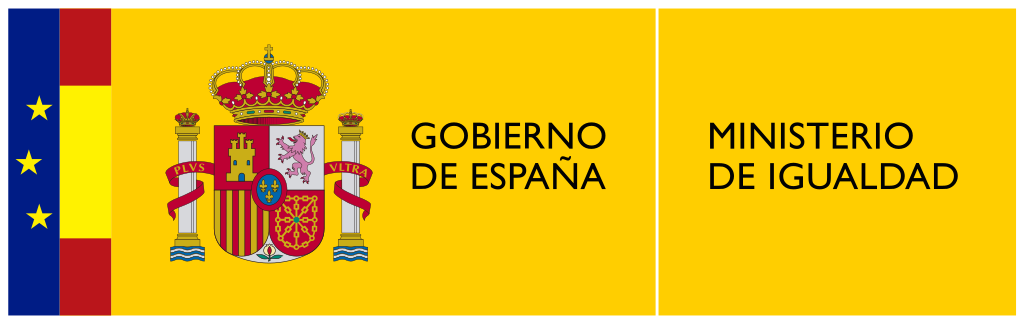 PLVS
VLTRA
GOBIERNO
DE ESPAÑA
MINISTERIO
DE IGUALDAD